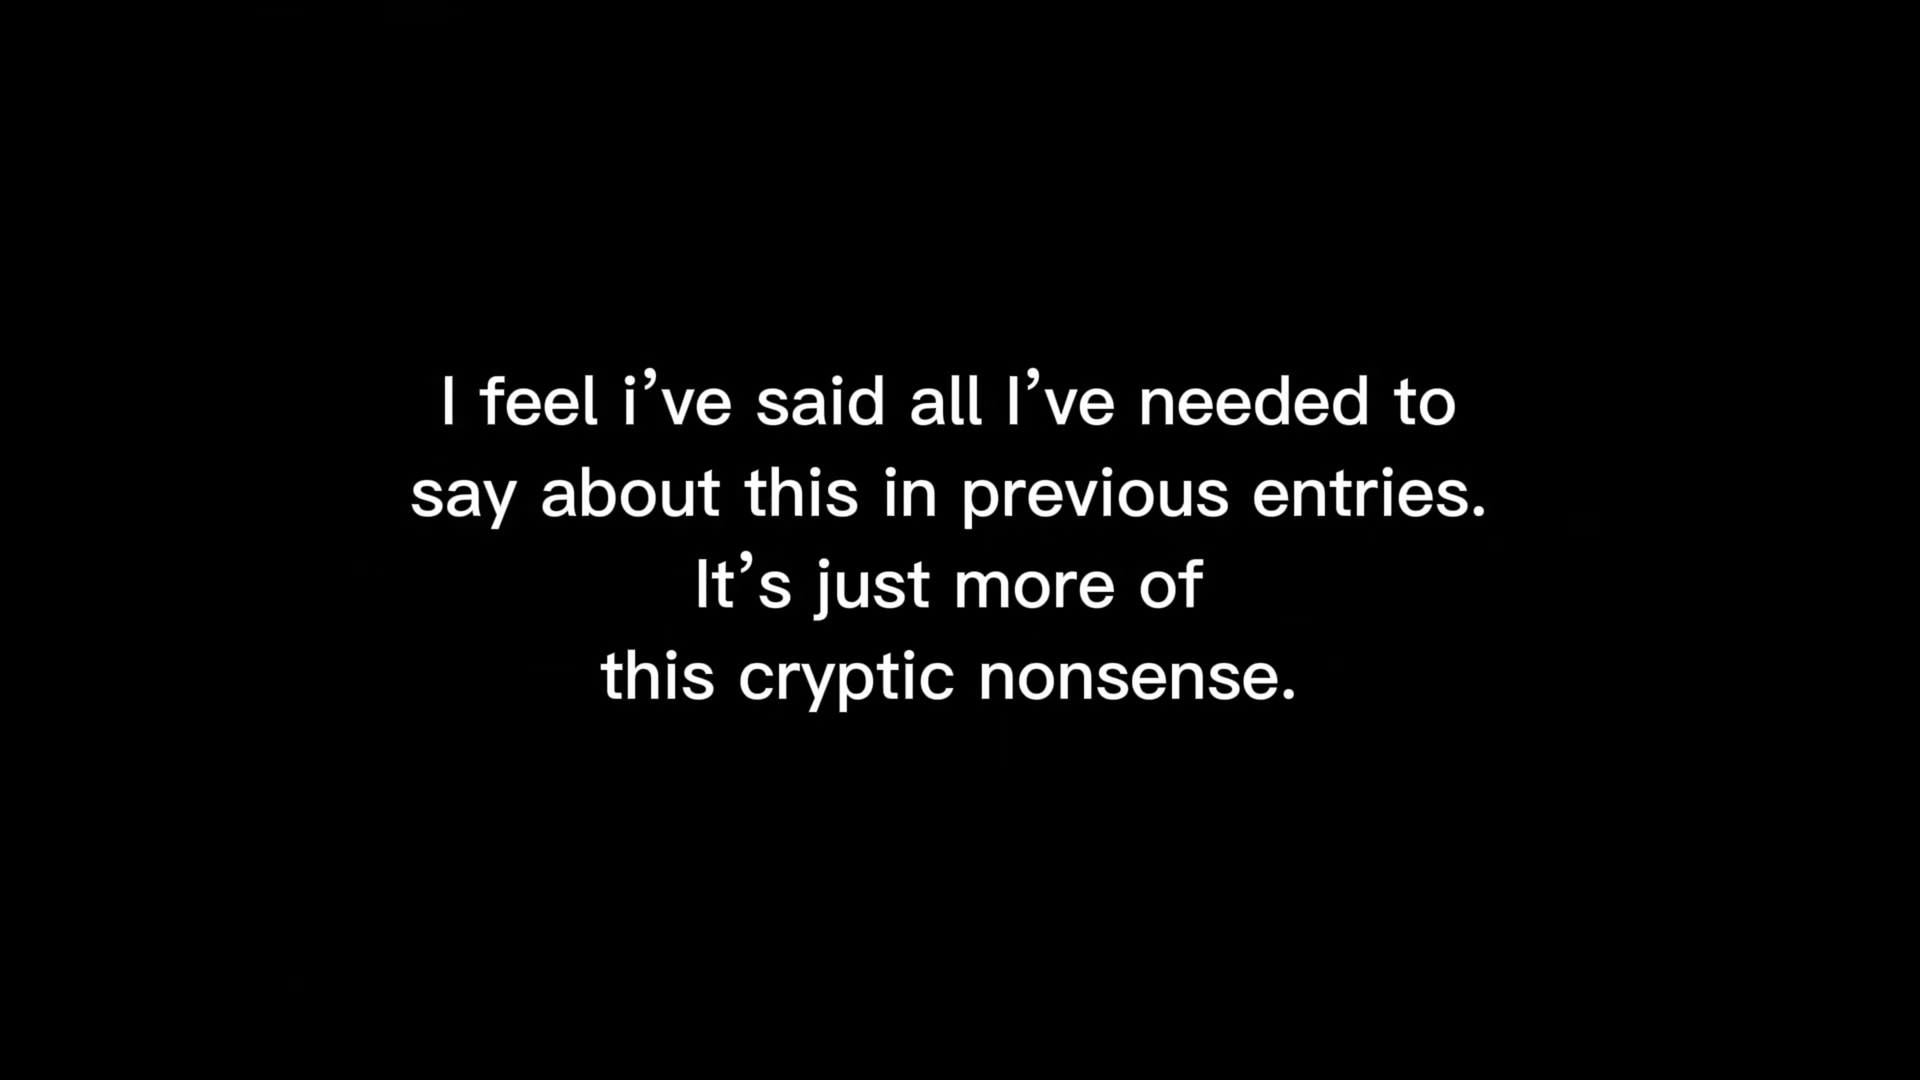 I feel i’ve said all I’ve needed to
say about this in previous entries.
It’s just more of
this cryptic nonsense.